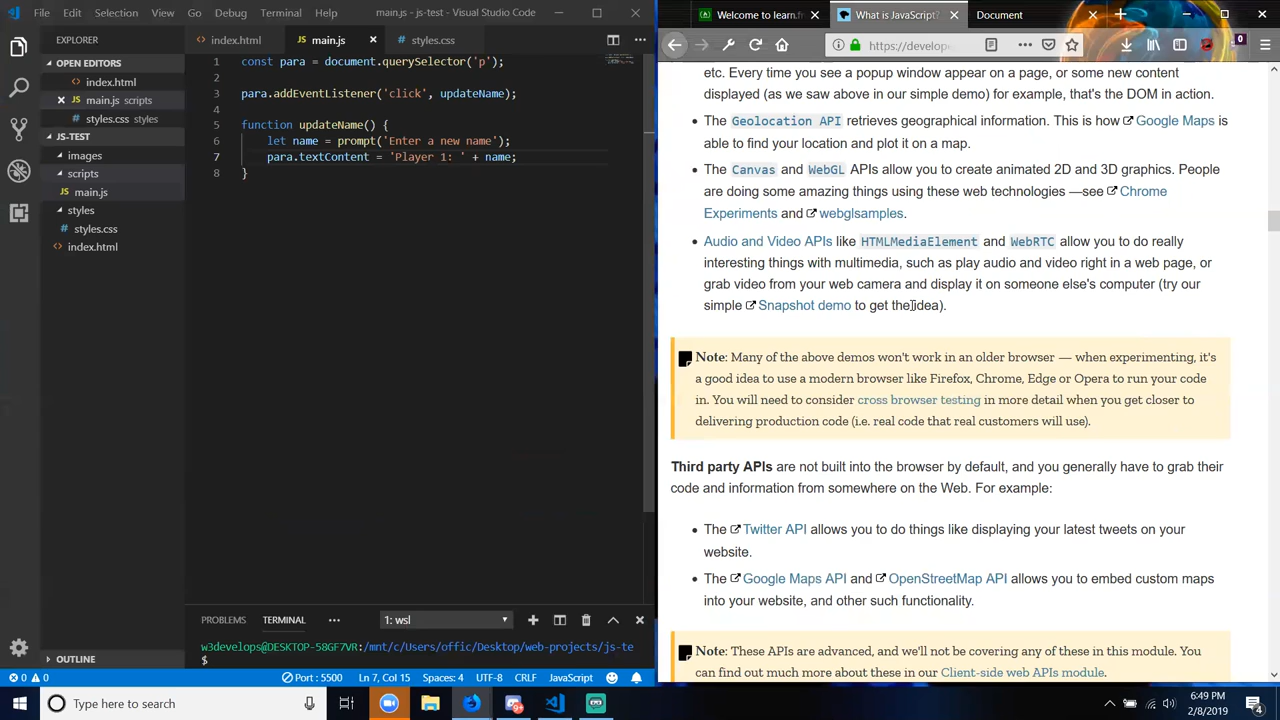 File Edit Selection View Go Debug Terminal Help main.js - js-test - Visual Studio Code
EXPLORER
OPEN EDITORS
index.html
main.js scripts
styles.css styles
JS-TEST
images
scripts
main.js
styles
styles.css
index.html
OUTLINE
index.html main.js styles.css
1 const para = document.querySelector('p');
2
3 para.addEventListener('click', updateName);
4
5 function updateName() {
6 let name = prompt('Enter a new name');
7 para.textContent = 'Player 1: ' + name;
8 }
PROBLEMS TERMINAL 1: wsl
w3develops@DESKTOP-58GF7VR:/mnt/c/Users/offic/Desktop/web-projects/js-te
$
0 0 Port : 5500 Ln 7, Col 15 Spaces: 4 UTF-8 CRLF JavaScript
Welcome to learn.fr What is JavaScript? Document
https://develop
0
etc. Every time you see a popup window appear on a page, or some new content
displayed (as we saw above in our simple demo) for example, that's the DOM in action.
The Geolocation API retrieves geographical information. This is how Google Maps is
able to find your location and plot it on a map.
The Canvas and WebGL APIs allow you to create animated 2D and 3D graphics. People
are doing some amazing things using these web technologies —see Chrome
Experiments and webglsamples.
Audio and Video APIs like HTMLMediaElement and WebRTC allow you to do really
interesting things with multimedia, such as play audio and video right in a web page, or
grab video from your web camera and display it on someone else's computer (try our
simple Snapshot demo to get the idea).
Note: Many of the above demos won't work in an older browser — when experimenting, it's
a good idea to use a modern browser like Firefox, Chrome, Edge or Opera to run your code
in. You will need to consider cross browser testing in more detail when you get closer to
delivering production code (i.e. real code that real customers will use).
Third party APIs are not built into the browser by default, and you generally have to grab their
code and information from somewhere on the Web. For example:
The Twitter API allows you to do things like displaying your latest tweets on your
website.
The Google Maps API and OpenStreetMap API allows you to embed custom maps
into your website, and other such functionality.
Note: These APIs are advanced, and we'll not be covering any of these in this module. You
can find out much more about these in our Client-side web APIs module.
Type here to search
6:49 PM
2/8/2019
4